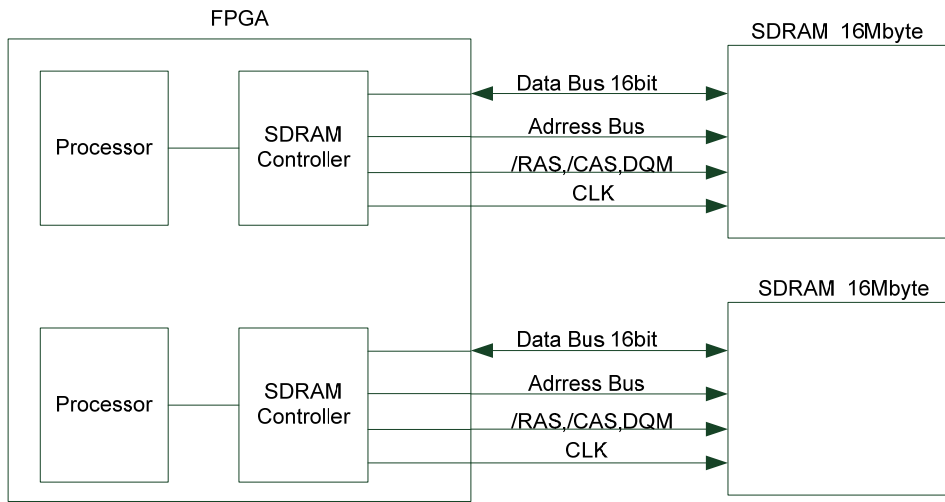 FPGA
SDRAM 16Mbyte
Processor
SDRAM
Controller
Data Bus 16bit
Adrress Bus
/RAS,/CAS,DQM
CLK
SDRAM 16Mbyte
Processor
SDRAM
Controller
Data Bus 16bit
Adrress Bus
/RAS,/CAS,DQM
CLK